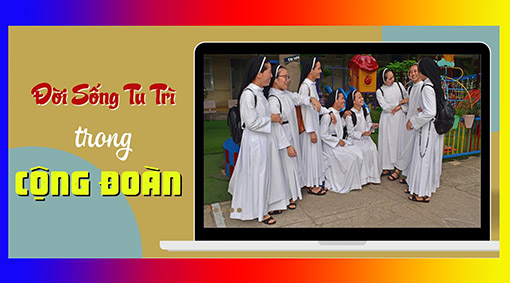 Đời Sống Tu Trì
trong
CỘNG ĐOÀN